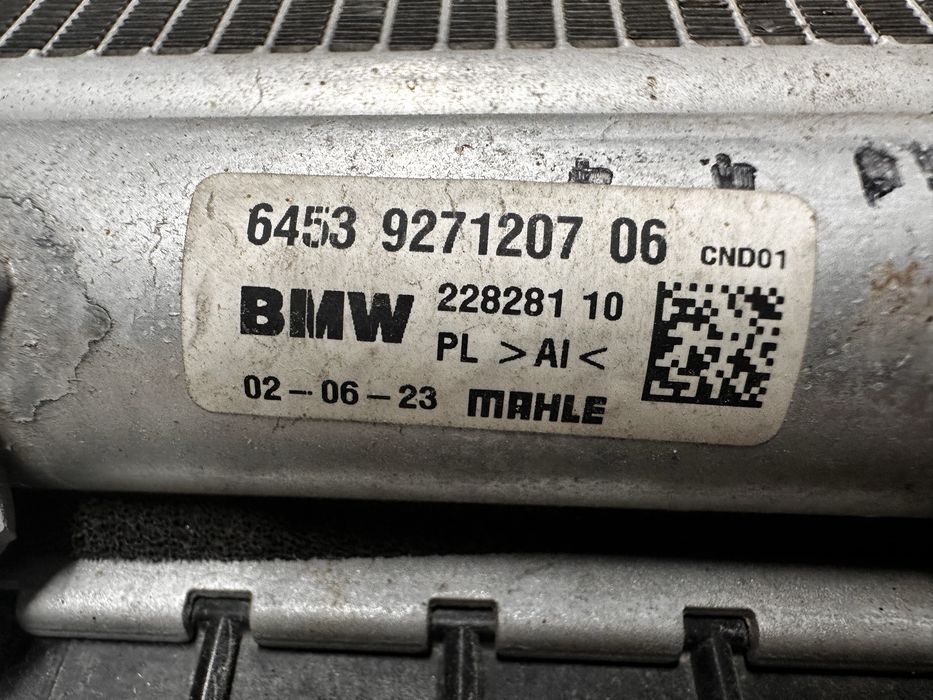 6453 9271207 06 CND01
BMW 228281 10
PL >Al<
02-06-23 MAHLE